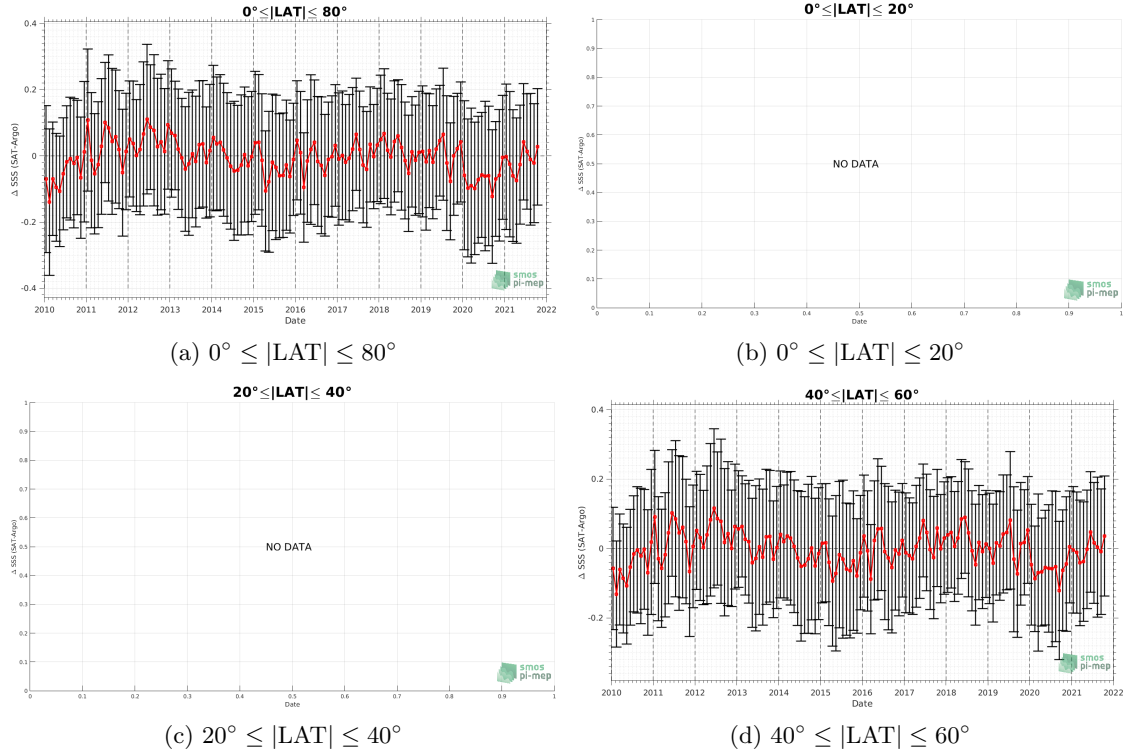 0°≤|LAT|≤ 80°
0.4
0.2
0
-0.2
-0.4
Δ SSS (SAT-Argo)
2010 2011 2012 2013 2014 2015 2016 2017 2018 2019 2020 2021 2022
Date
smos
pi-mep
(a) 0° ≤ |LAT| ≤ 80°
0°≤|LAT|≤ 20°
1
0.9
0.8
0.7
0.6
0.5
0.4
0.3
0.2
0.1
0
Δ SSS (SAT-Argo)
NO DATA
0 0.1 0.2 0.3 0.4 0.5 0.6 0.7 0.8 0.9 1
Date
smos
pi-mep
(b) 0° ≤ |LAT| ≤ 20°
20°≤|LAT|≤ 40°
1
0.9
0.8
0.7
0.6
0.5
0.4
0.3
0.2
0.1
0
Δ SSS (SAT-Argo)
NO DATA
0 0.1 0.2 0.3 0.4 0.5 0.6 0.7 0.8 0.9 1
Date
smos
pi-mep
(c) 20° ≤ |LAT| ≤ 40°
40°≤|LAT|≤ 60°
0.4
0.2
0
-0.2
Δ SSS (SAT-Argo)
2010 2011 2012 2013 2014 2015 2016 2017 2018 2019 2020 2021 2022
Date
smos
pi-mep
(d) 40° ≤ |LAT| ≤ 60°